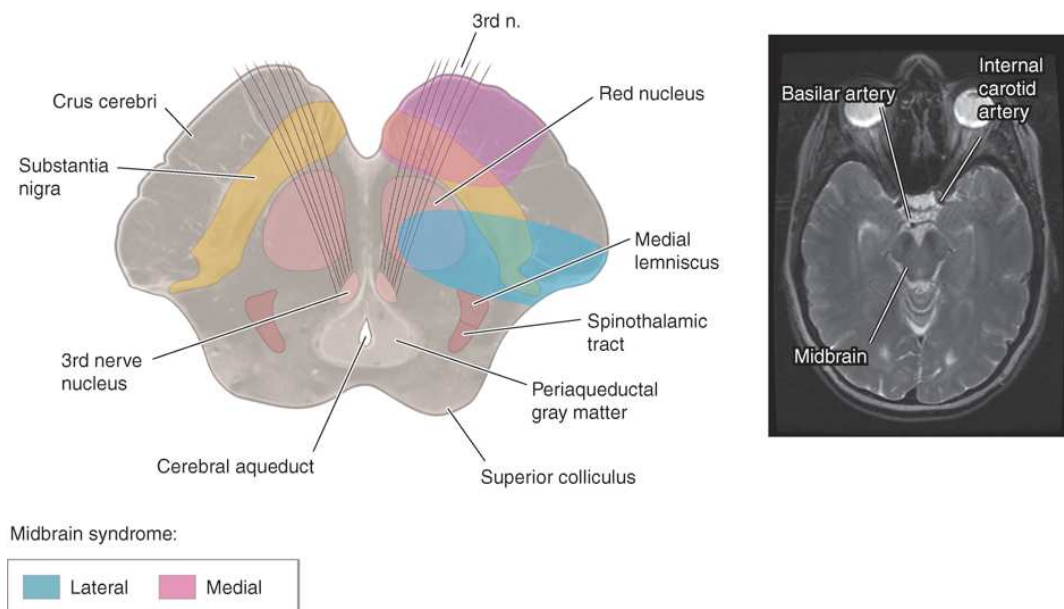 3rd n.
Crus cerebri
Red nucleus
Substantia
nigra
Medial
lemniscus
Spinothalamic
tract
3rd nerve
nucleus
Periaqueductal
gray matter
Cerebral aqueduct
Superior colliculus
Internal
carotid
artery
Basilar artery
Midbrain
Midbrain syndrome:
Lateral
Medial